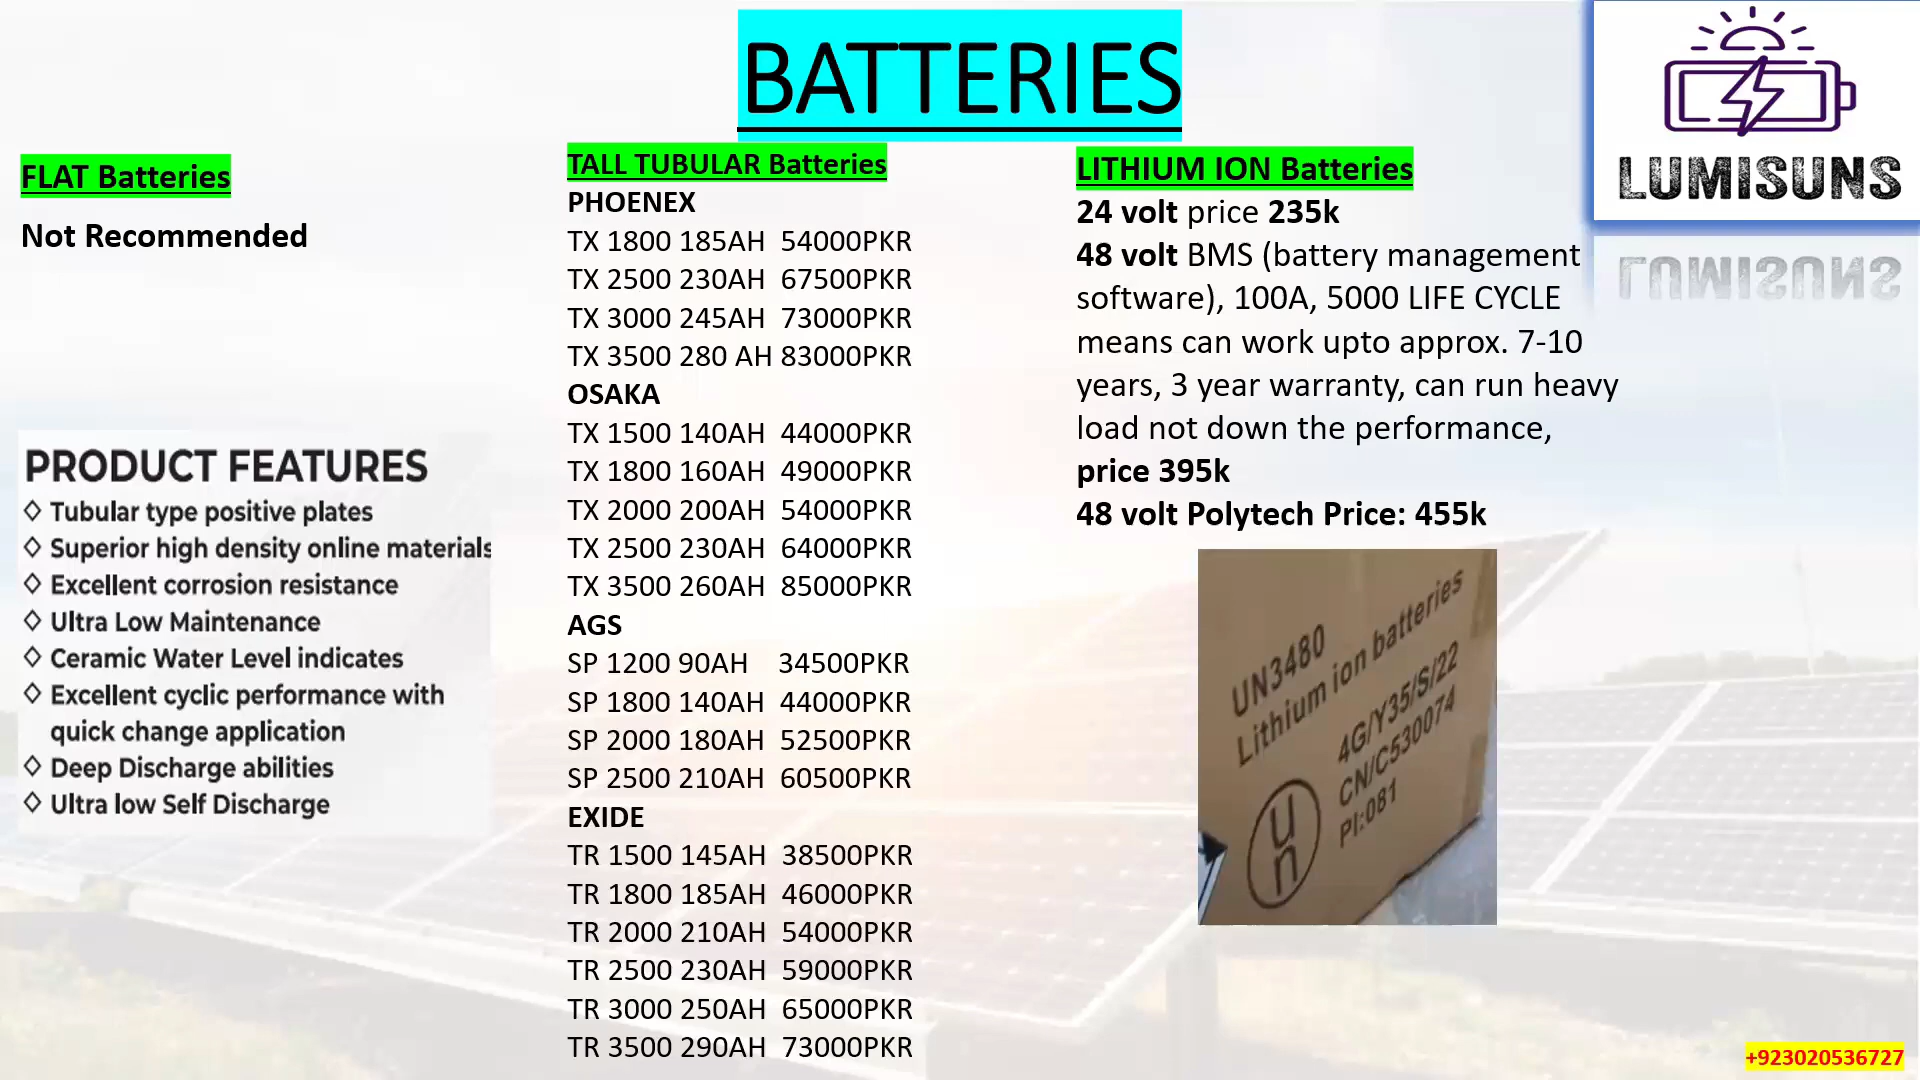 BATTERIES
LUMISUNS
FLAT Batteries
Not Recommended
PRODUCT FEATURES
◊ Tubular type positive plates
◊ Superior high density online materials
◊ Excellent corrosion resistance
◊ Ultra Low Maintenance
◊ Ceramic Water Level indicates
◊ Excellent cyclic performance with
quick change application
◊ Deep Discharge abilities
◊ Ultra low Self Discharge
TALL TUBULAR Batteries
PHOENEX
TX 1800 185AH 54000PKR
TX 2500 230AH 67500PKR
TX 3000 245AH 73000PKR
TX 3500 280 AH 83000PKR
OSAKA
TX 1500 140AH 44000PKR
TX 1800 160AH 49000PKR
TX 2000 200AH 54000PKR
TX 2500 230AH 64000PKR
TX 3500 260AH 85000PKR
AGS
SP 1200 90AH 34500PKR
SP 1800 140AH 44000PKR
SP 2000 180AH 52500PKR
SP 2500 210AH 60500PKR
EXIDE
TR 1500 145AH 38500PKR
TR 1800 185AH 46000PKR
TR 2000 210AH 54000PKR
TR 2500 230AH 59000PKR
TR 3000 250AH 65000PKR
TR 3500 290AH 73000PKR
LITHIUM ION Batteries
24 volt price 235k
48 volt BMS (battery management
software), 100A, 5000 LIFE CYCLE
means can work upto approx. 7-10
years, 3 year warranty, can run heavy
load not down the performance,
price 395k
48 volt Polytech Price: 455k
UN3480
Lithium ion batteries
4G/Y35/S/22
CN/C530074
PI:081
un
+923020536727